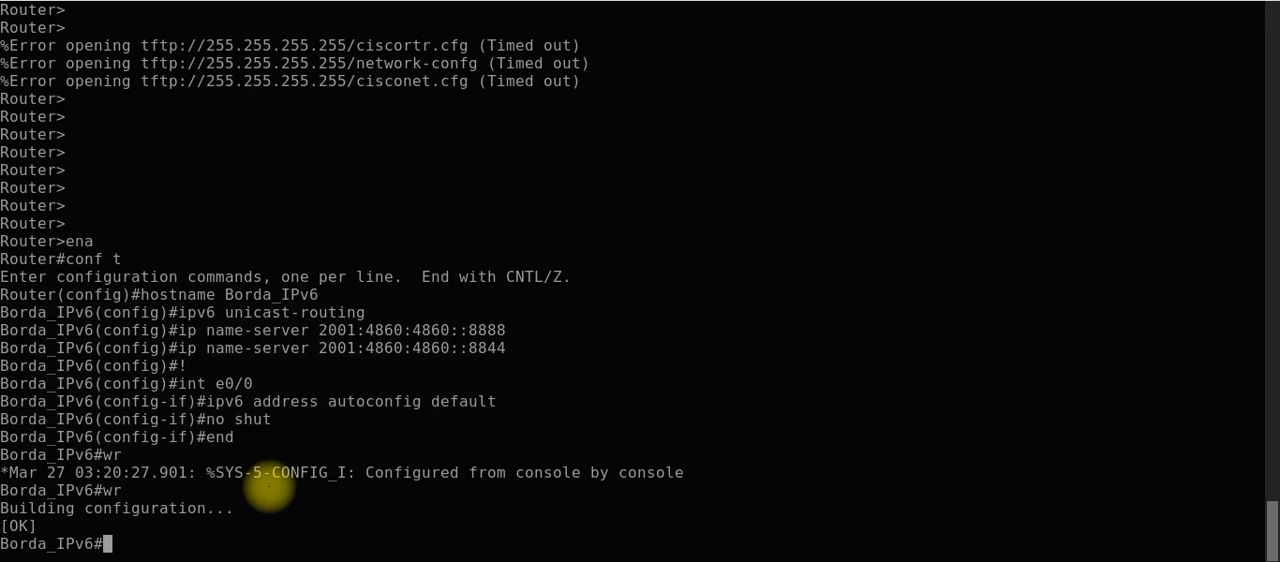 Router>
Router>
%Error opening tftp://255.255.255.255/ciscortr.cfg (Timed out)
%Error opening tftp://255.255.255.255/network-confg (Timed out)
%Error opening tftp://255.255.255.255/cisconet.cfg (Timed out)
Router>
Router>
Router>
Router>
Router>
Router>
Router>
Router>
Router>ena
Router#conf t
Enter configuration commands, one per line.  End with CNTL/Z.
Router(config)#hostname Borda_IPv6
Borda_IPv6(config)#ipv6 unicast-routing
Borda_IPv6(config)#ip name-server 2001:4860:4860::8888
Borda_IPv6(config)#ip name-server 2001:4860:4860::8844
Borda_IPv6(config)#!
Borda_IPv6(config)#int e0/0
Borda_IPv6(config-if)#ipv6 address autoconfig default
Borda_IPv6(config-if)#no shut
Borda_IPv6(config-if)#end
Borda_IPv6#wr
*Mar 27 03:20:27.901: %SYS-5-CONFIG_I: Configured from console by console
Borda_IPv6#wr
Building configuration...
[OK]
Borda_IPv6#